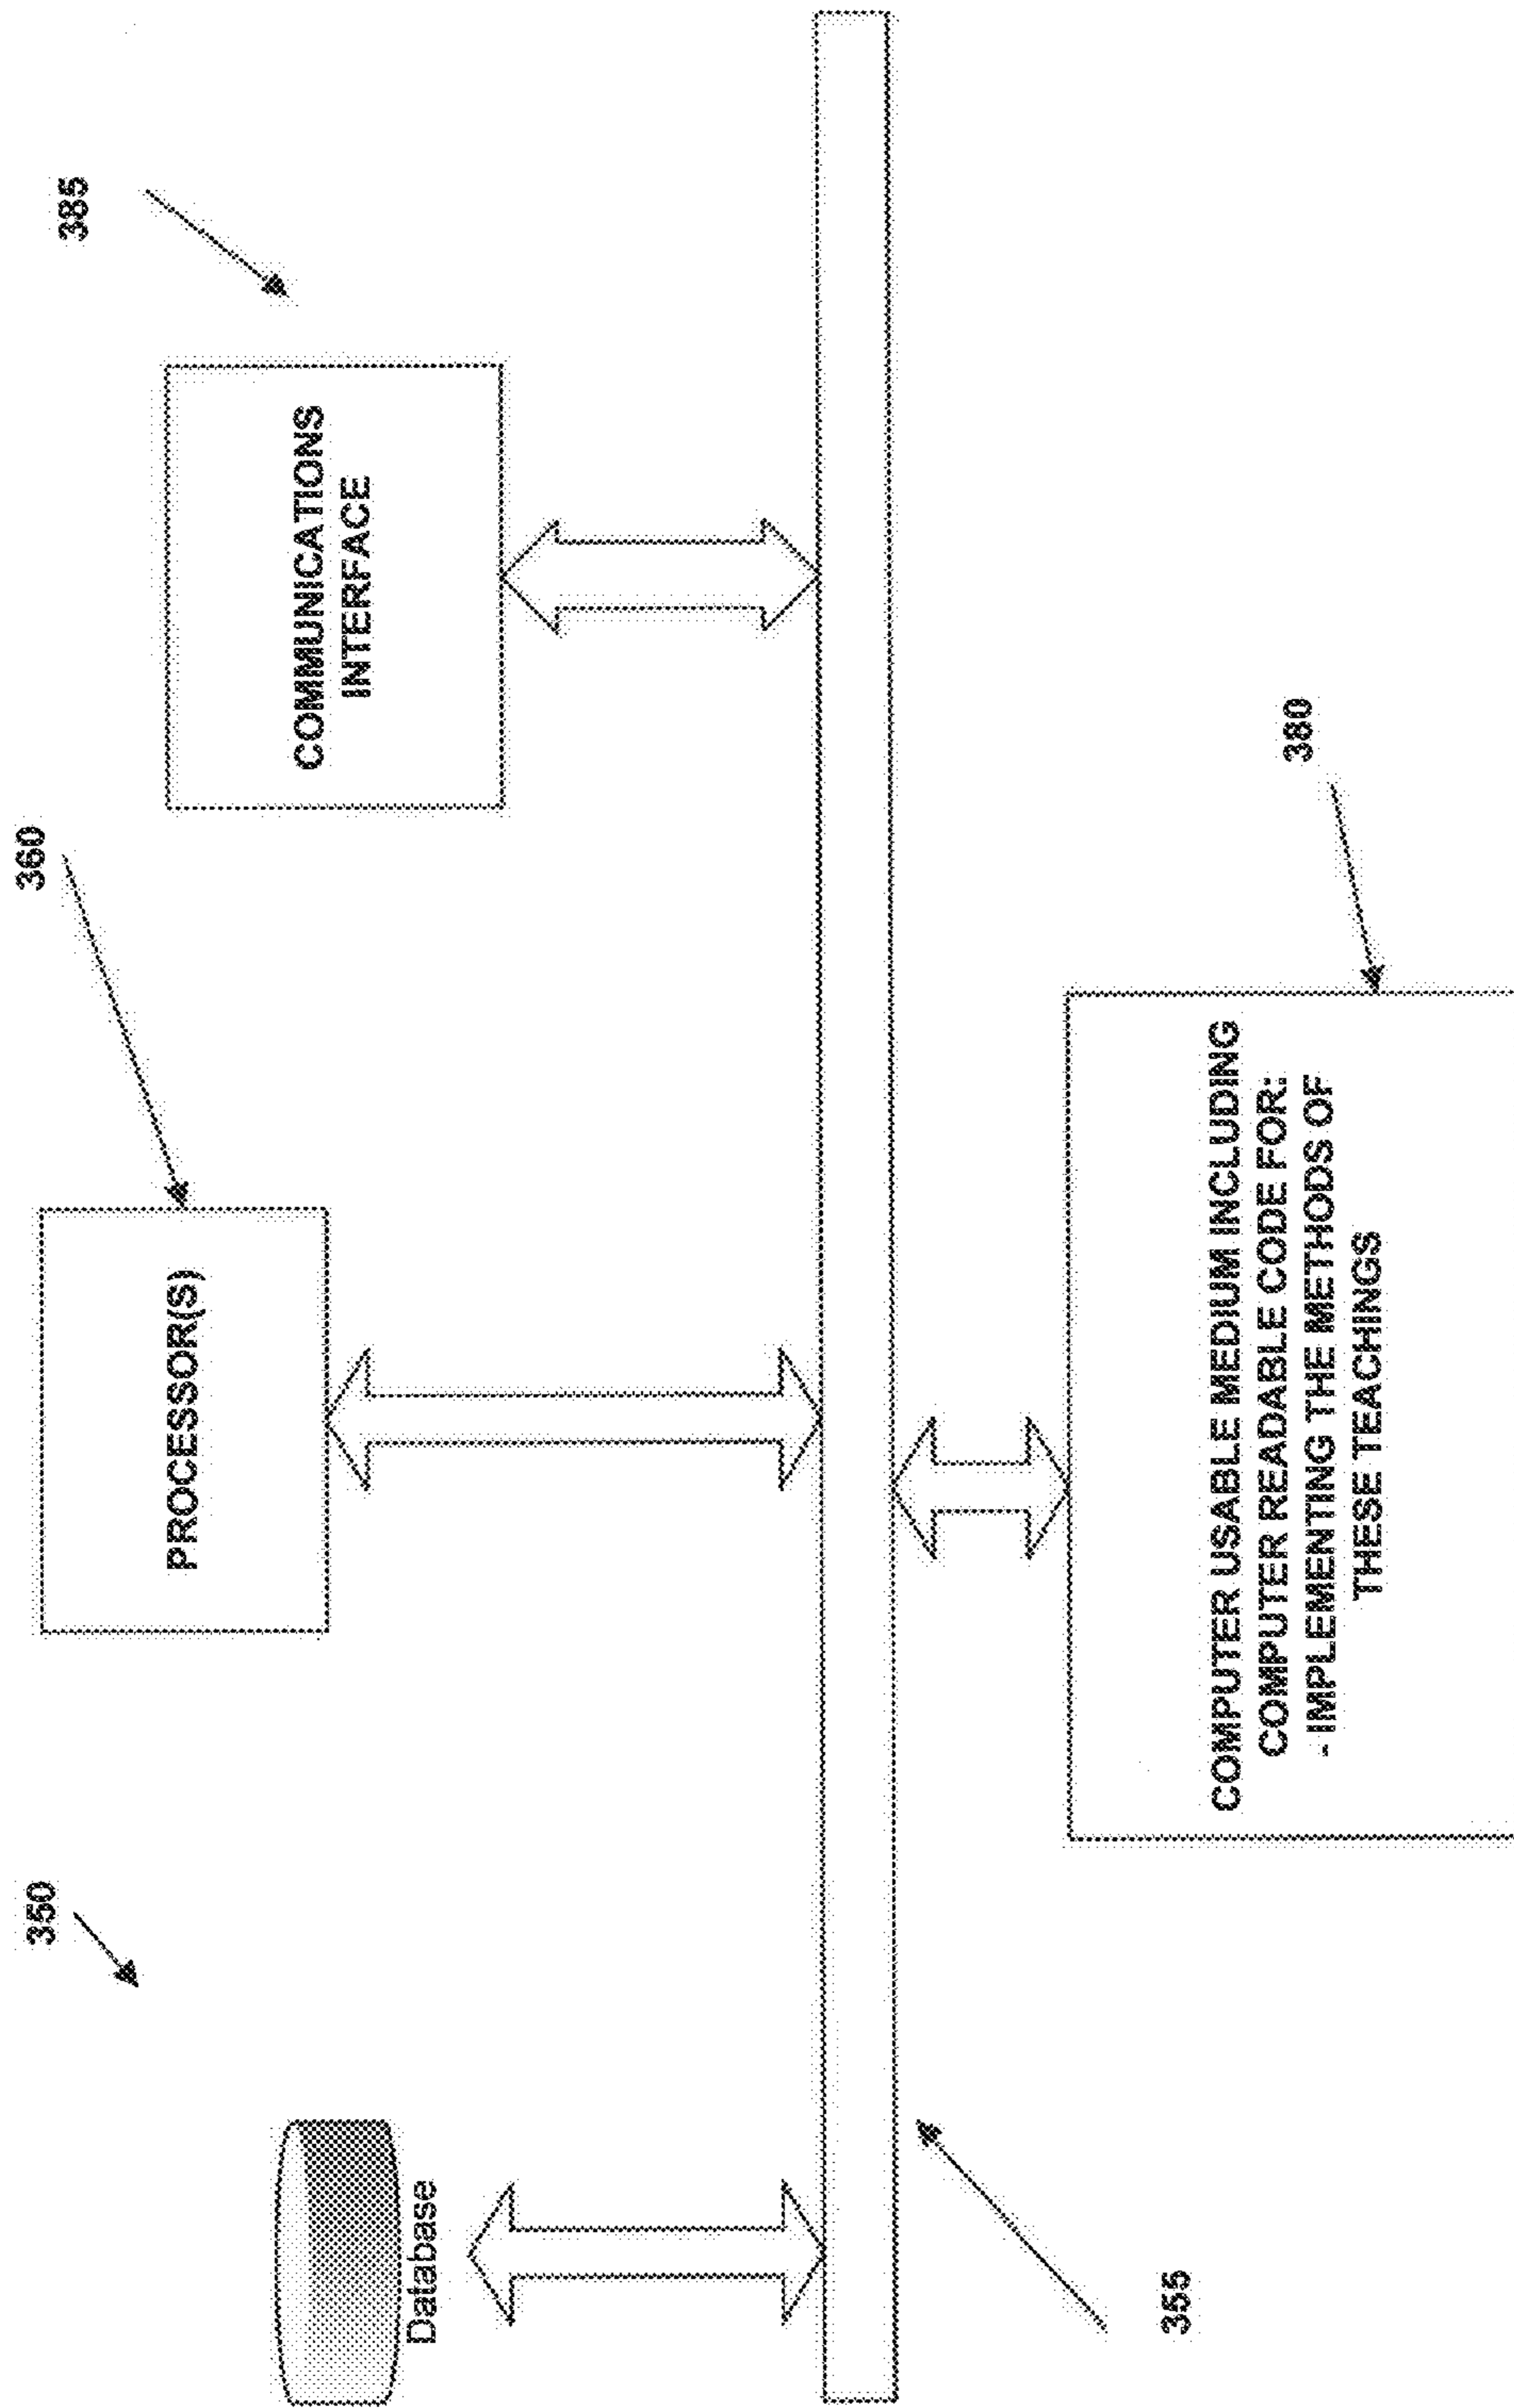 350
Database
355
360
PROCESSOR(S)
385
COMMUNICATIONS
INTERFACE
380
COMPUTER USABLE MEDIUM INCLUDING
COMPUTER READABLE CODE FOR:
- IMPLEMENTING THE METHODS OF
THESE TEACHINGS